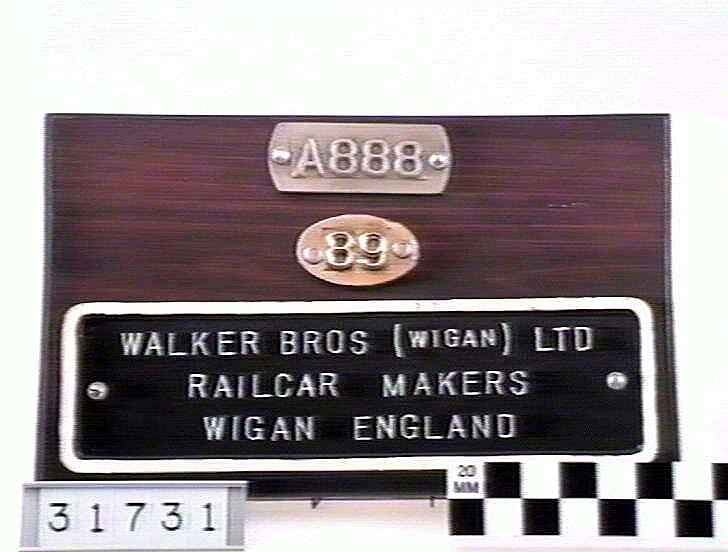 A888
89
WALKER BROS (WIGAN) LTD
RAILCAR MAKERS
WIGAN ENGLAND
20
MM
31731